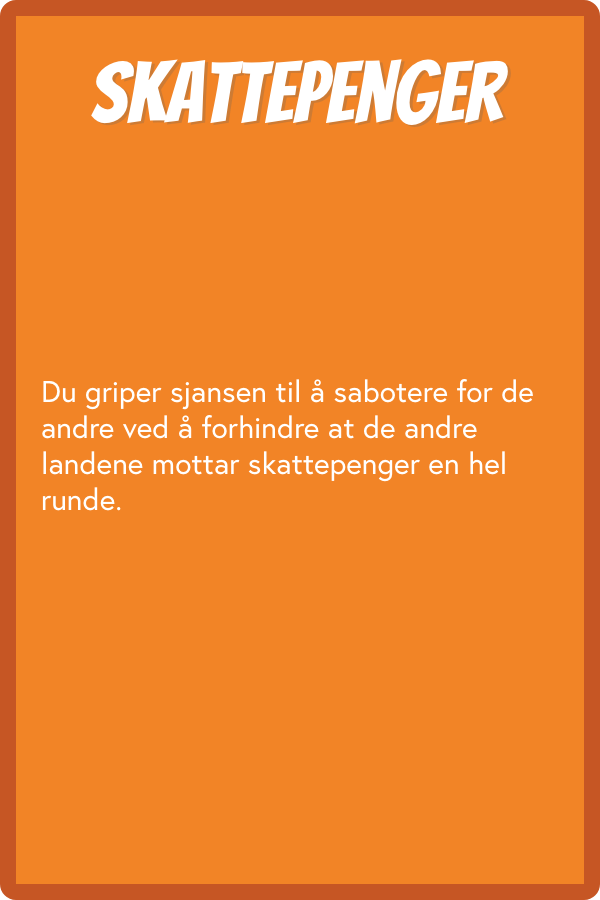 SKATTEPENGER
Du griper sjansen til å sabotere for de
andre ved å forhindre at de andre
landene mottar skattepenger en hel
runde.